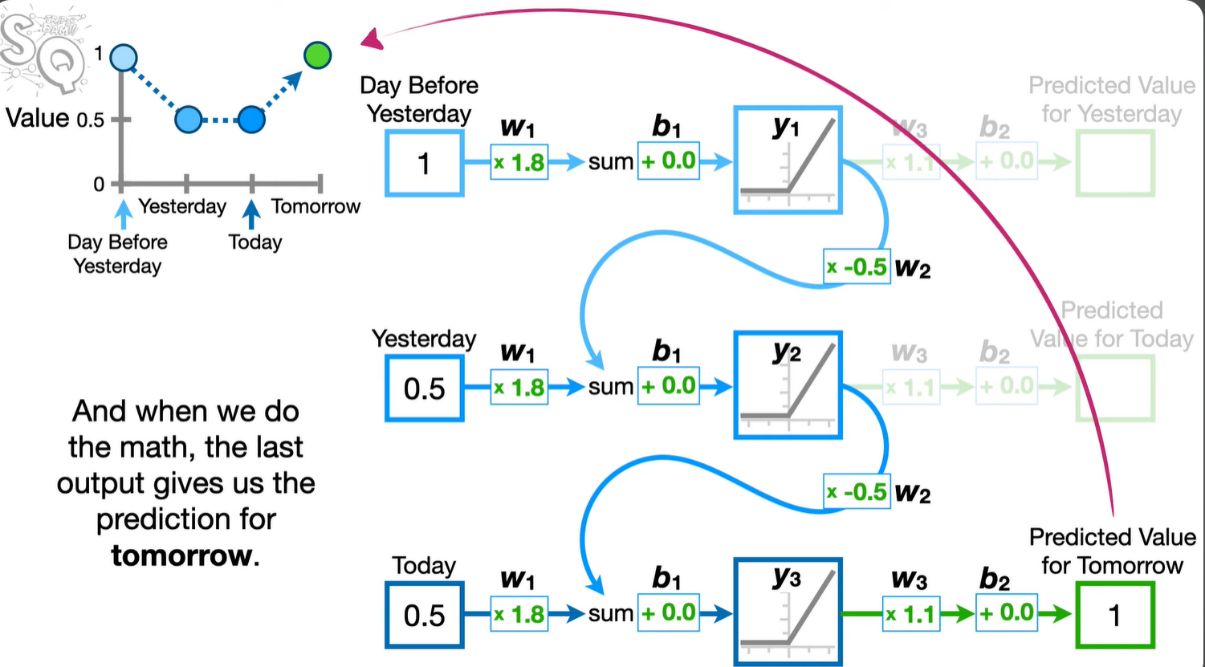 SQ
TRIPLE
BAM!!
Value
1
0.5
0
Yesterday
Tomorrow
Day Before
Yesterday
Today
And when we do
the math, the last
output gives us the
prediction for
tomorrow.
Day Before
Yesterday
1
w1
x 1.8
sum
b1
+ 0.0
y1
w3
x 1.1
b2
+ 0.0
Predicted Value
for Yesterday
x -0.5 w2
Yesterday
0.5
w1
x 1.8
sum
b1
+ 0.0
y2
w3
x 1.1
b2
+ 0.0
Predicted
Value for Today
x -0.5 w2
Today
0.5
w1
x 1.8
sum
b1
+ 0.0
y3
w3
x 1.1
b2
+ 0.0
Predicted Value
for Tomorrow
1